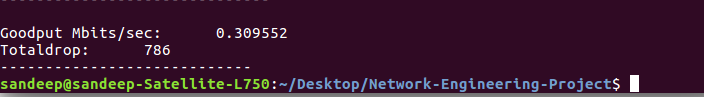 --------------------------------
Goodput Mbits/sec:      0.309552
Totaldrop:      786
-----------------------------
sandeep@sandeep-Satellite-L750:~/Desktop/Network-Engineering-Project$